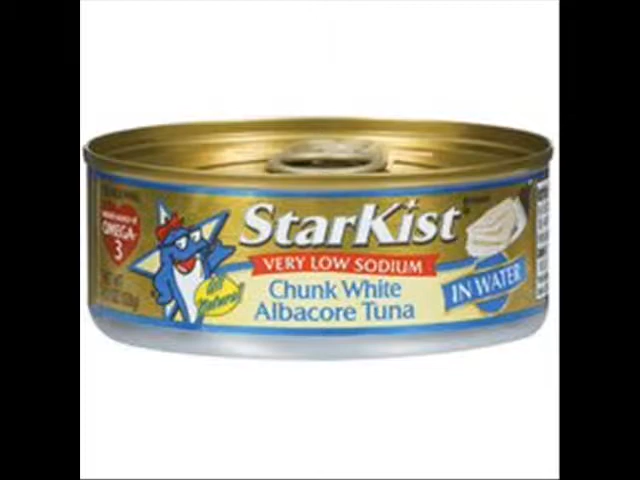 StarKist
VERY LOW SODIUM
Chunk White
Albacore Tuna
IN WATER
OMEGA-
3
All
Natural!